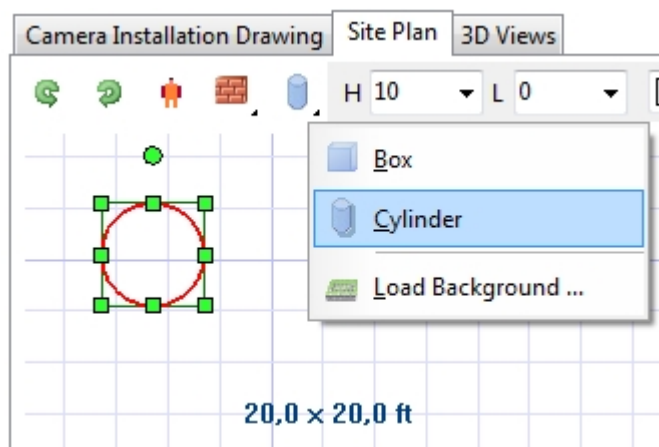 Camera Installation Drawing Site Plan 3D Views
H 10 L 0
Box
Cylinder
Load Background ...
20,0 x 20,0 ft